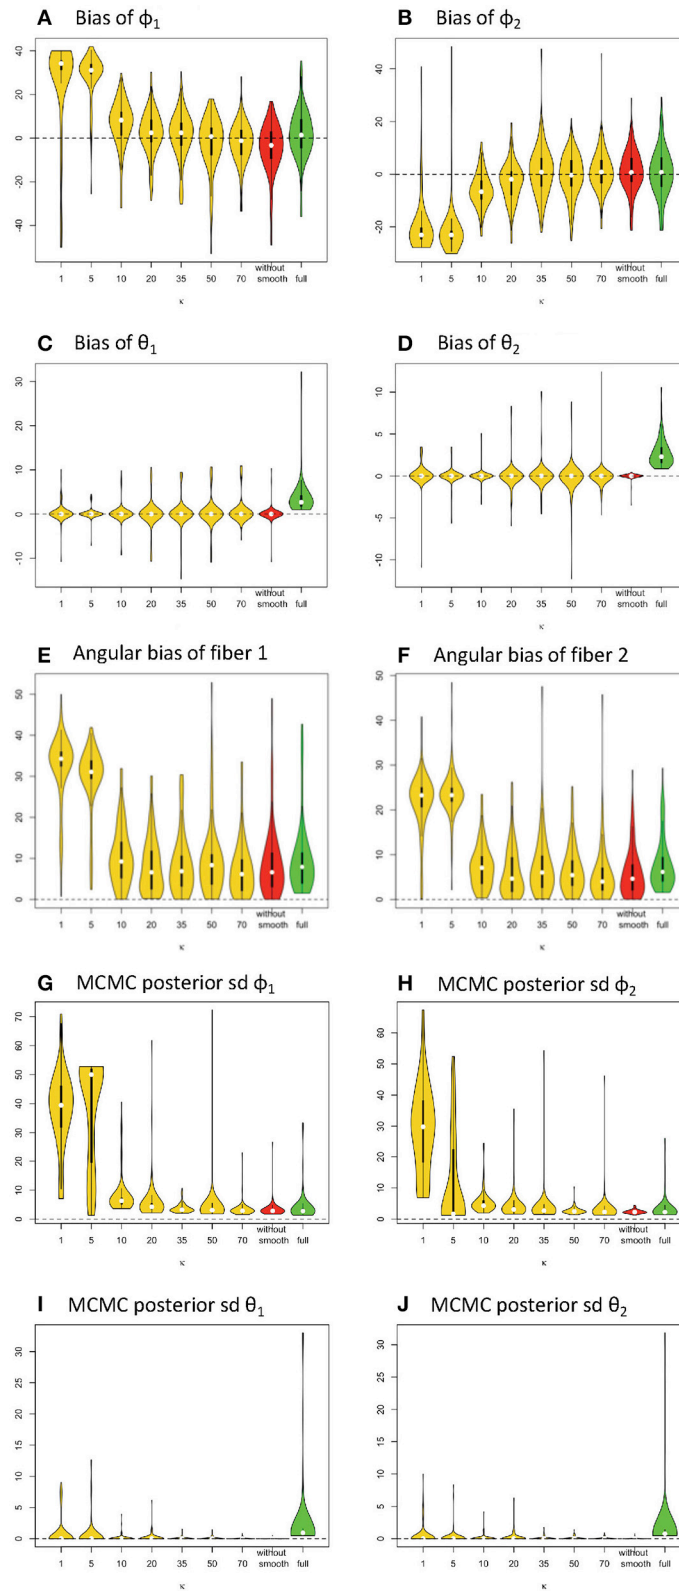 A Bias of ϕ1
40
20
0
-20
-40
1 5 10 20 35 50 70 without smooth full
κ
B Bias of ϕ2
40
20
0
-20
1 5 10 20 35 50 70 without smooth full
κ
C Bias of θ1
30
20
10
0
-10
1 5 10 20 35 50 70 without smooth full
κ
D Bias of θ2
10
5
0
-5
-10
1 5 10 20 35 50 70 without smooth full
κ
E Angular bias of fiber 1
50
40
30
20
10
0
1 5 10 20 35 50 70 without smooth full
κ
F Angular bias of fiber 2
50
40
30
20
10
0
1 5 10 20 35 50 70 without smooth full
κ
G MCMC posterior sd ϕ1
70
60
50
40
30
20
10
0
1 5 10 20 35 50 70 without smooth full
κ
H MCMC posterior sd ϕ2
60
50
40
30
20
10
0
1 5 10 20 35 50 70 without smooth full
κ
I MCMC posterior sd θ1
30
25
20
15
10
5
0
1 5 10 20 35 50 70 without smooth full
κ
J MCMC posterior sd θ2
30
25
20
15
10
5
0
1 5 10 20 35 50 70 without smooth full
κ